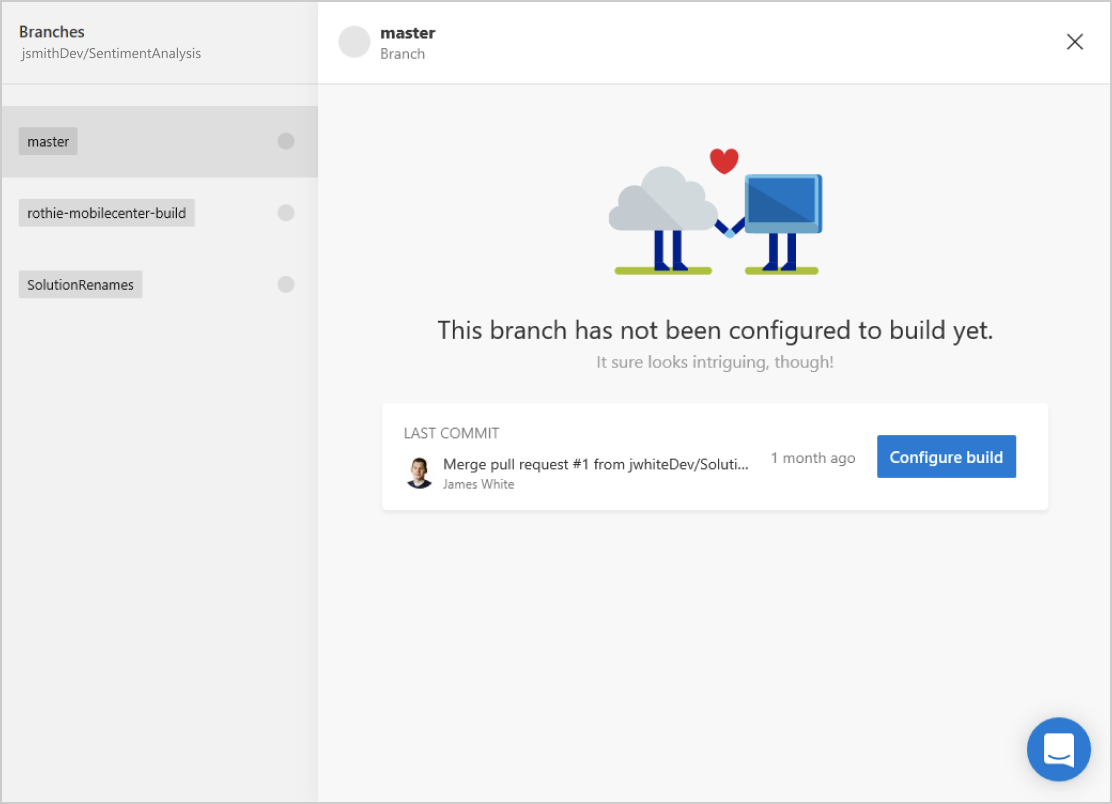 Branches
jsmithDev/SentimentAnalysis
master
rothie-mobilecenter-build
SolutionRenames
master
Branch
This branch has not been configured to build yet.
It sure looks intriguing, though!
LAST COMMIT
Merge pull request #1 from jwhiteDev/Soluti...
James White
1 month ago
Configure build